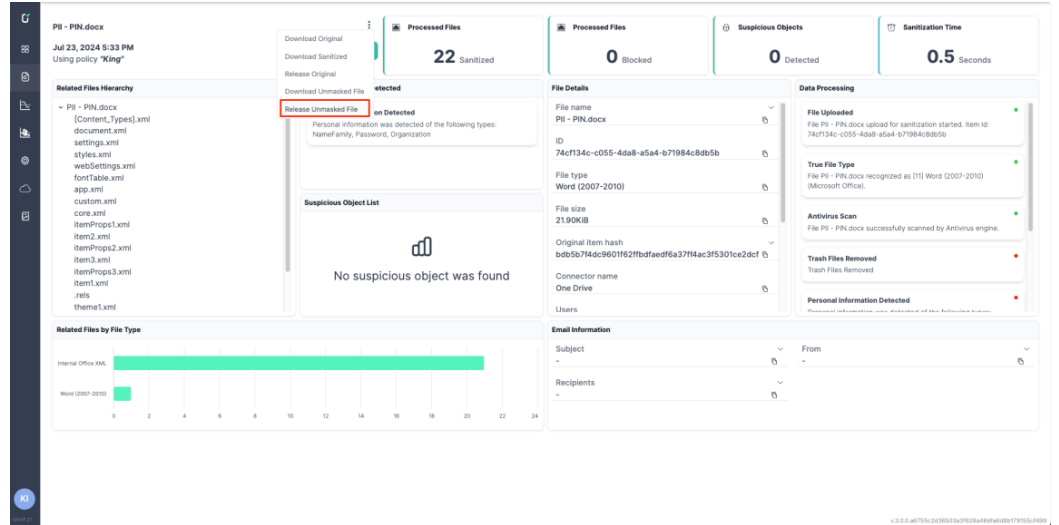 PII - PIN.docx
Jul 23, 2024 5:33 PM
Using policy "King"
Download Original
Download Sanitized
Release Original
Download Unmasked File
Release Unmasked File
Processed Files
22 Sanitized
Processed Files
0 Blocked
Suspicious Objects
0 Detected
Sanitization Time
0.5 Seconds
Related Files Hierarchy
PII - PIN.docx
[Content_Types].xml
document.xml
settings.xml
styles.xml
webSettings.xml
fontTable.xml
app.xml
custom.xml
core.xml
itemProps1.xml
item2.xml
itemProps2.xml
item3.xml
itemProps3.xml
item1.xml
.rels
theme1.xml
Detected
Personal information was detected of the following types:
NameFamily, Password, Organization
Suspicious Object List
No suspicious object was found
File Details
File name
PII - PIN.docx
ID
74cf134c-c055-4da8-a5a4-b71984c8db5b
File type
Word (2007-2010)
File size
21.90KiB
Original item hash
bdb5b7f4dc9601f62ffbdfaedf6a37ff4ac3f5301ce2dcf
Connector name
One Drive
Users
Data Processing
File Uploaded
File PII - PIN.docx upload for sanitization started. Item Id:
74cf134c-c055-4da8-a5a4-b71984c8db5b
True File Type
File PII - PIN.docx recognized as [11] Word (2007-2010)
(Microsoft Office).
Antivirus Scan
File PII - PIN.docx successfully scanned by Antivirus engine.
Trash Files Removed
Trash Files Removed
Personal Information Detected
Personal information was detected of the following types:
Related Files by File Type
Internal Office XML
Word (2007-2010)
0 2 4 6 8 10 12 14 16 18 20 22 24
Email Information
Subject
-
From
-
Recipients
-
KI